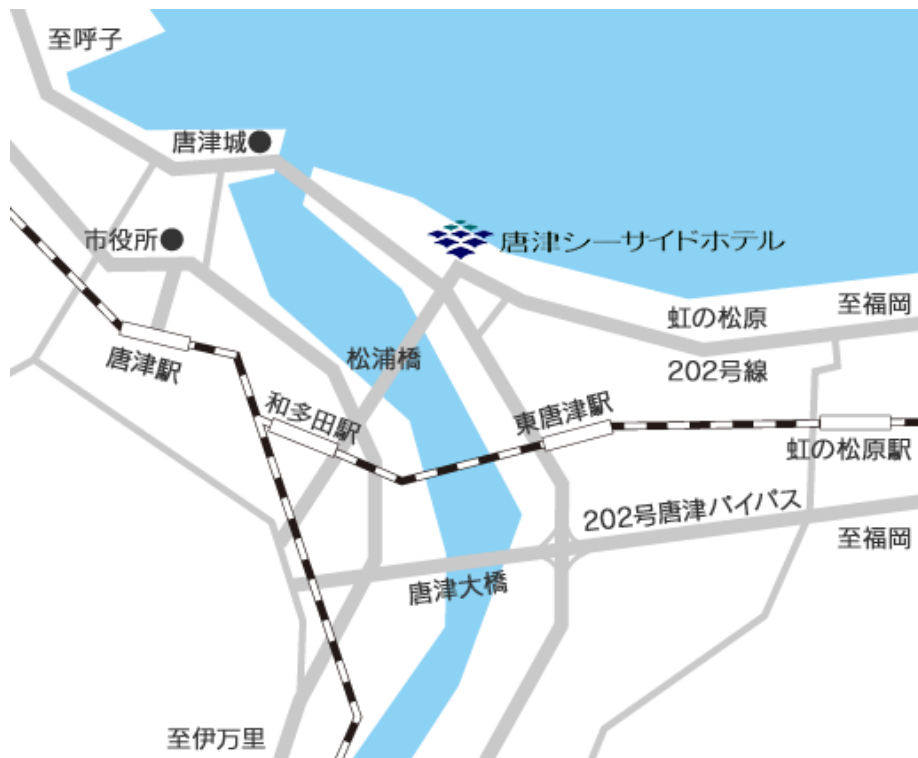 至呼子
唐津城
市役所
唐津シーサイドホテル
至福岡
虹の松原
松浦橋
唐津駅
202号線
和多田駅
東唐津駅
虹の松原駅
202号唐津バイパス
至福岡
唐津大橋
至伊万里